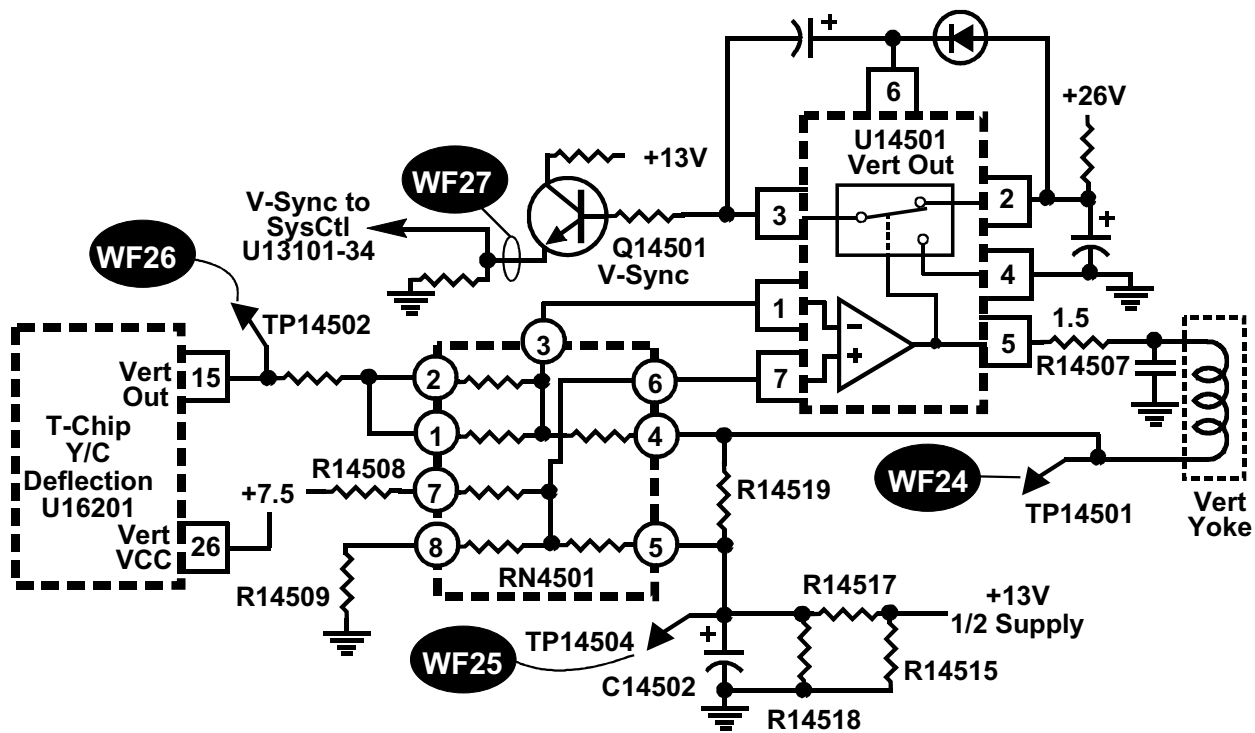 +
6
+26V
U14501
Vert Out
+13V
WF27
V-Sync to
SysCtl
U13101-34
3
2
+
Q14501
V-Sync
4
WF26
TP14502
1
−
+
5
1.5
R14507
7
3
Vert
Out
15
2
6
T-Chip
Y/C
Deflection
U16201
1
4
R14508
7
+7.5
R14519
WF24
TP14501
Vert
Yoke
Vert
VCC
26
8
5
RN4501
R14509
R14517
+13V
1/2 Supply
TP14504
+
WF25
C14502
R14515
R14518